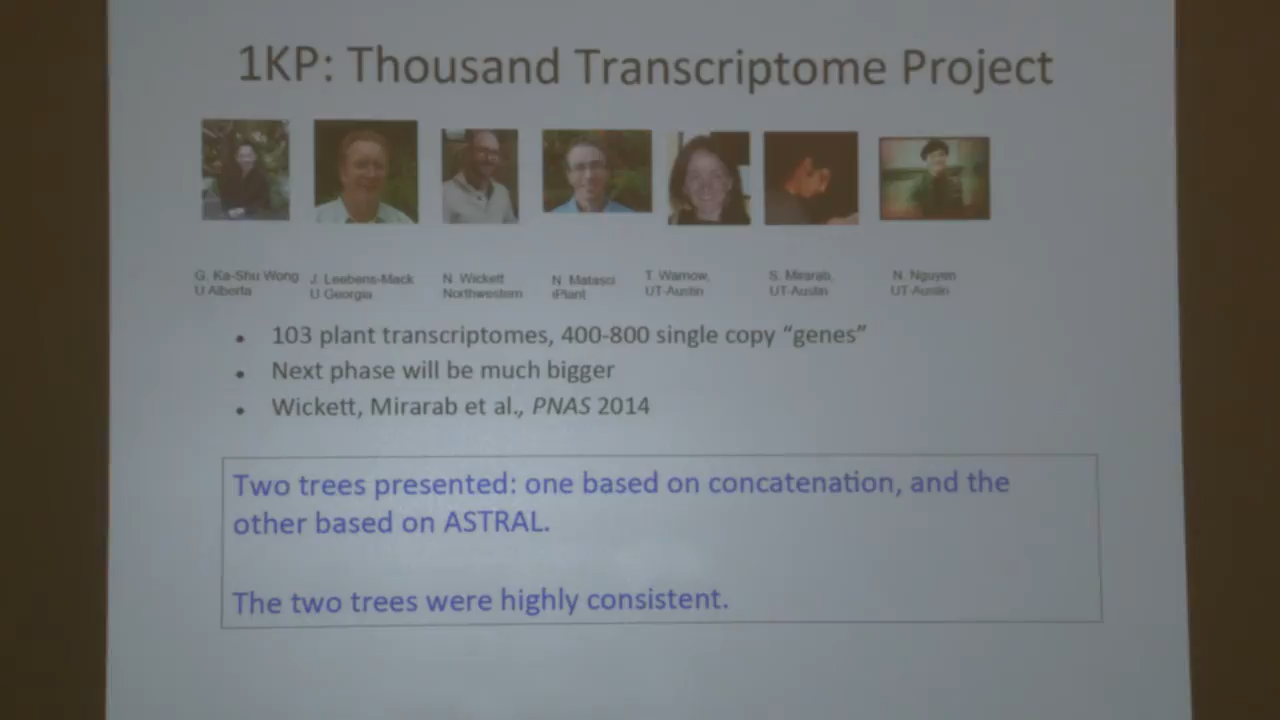 1KP: Thousand Transcriptome Project
G. Ka-Shu Wong
U Alberta
J. Leebens-Mack
U Georgia
N. Wickett
Northwestern
N. Matasci
iPlant
T. Warnow,
UT-Austin
S. Mirarab,
UT-Austin
N. Nguyen
UT-Austin
• 103 plant transcriptomes, 400-800 single copy “genes”
• Next phase will be much bigger
• Wickett, Mirarab et al., PNAS 2014
Two trees presented: one based on concatenation, and the
other based on ASTRAL.
The two trees were highly consistent.